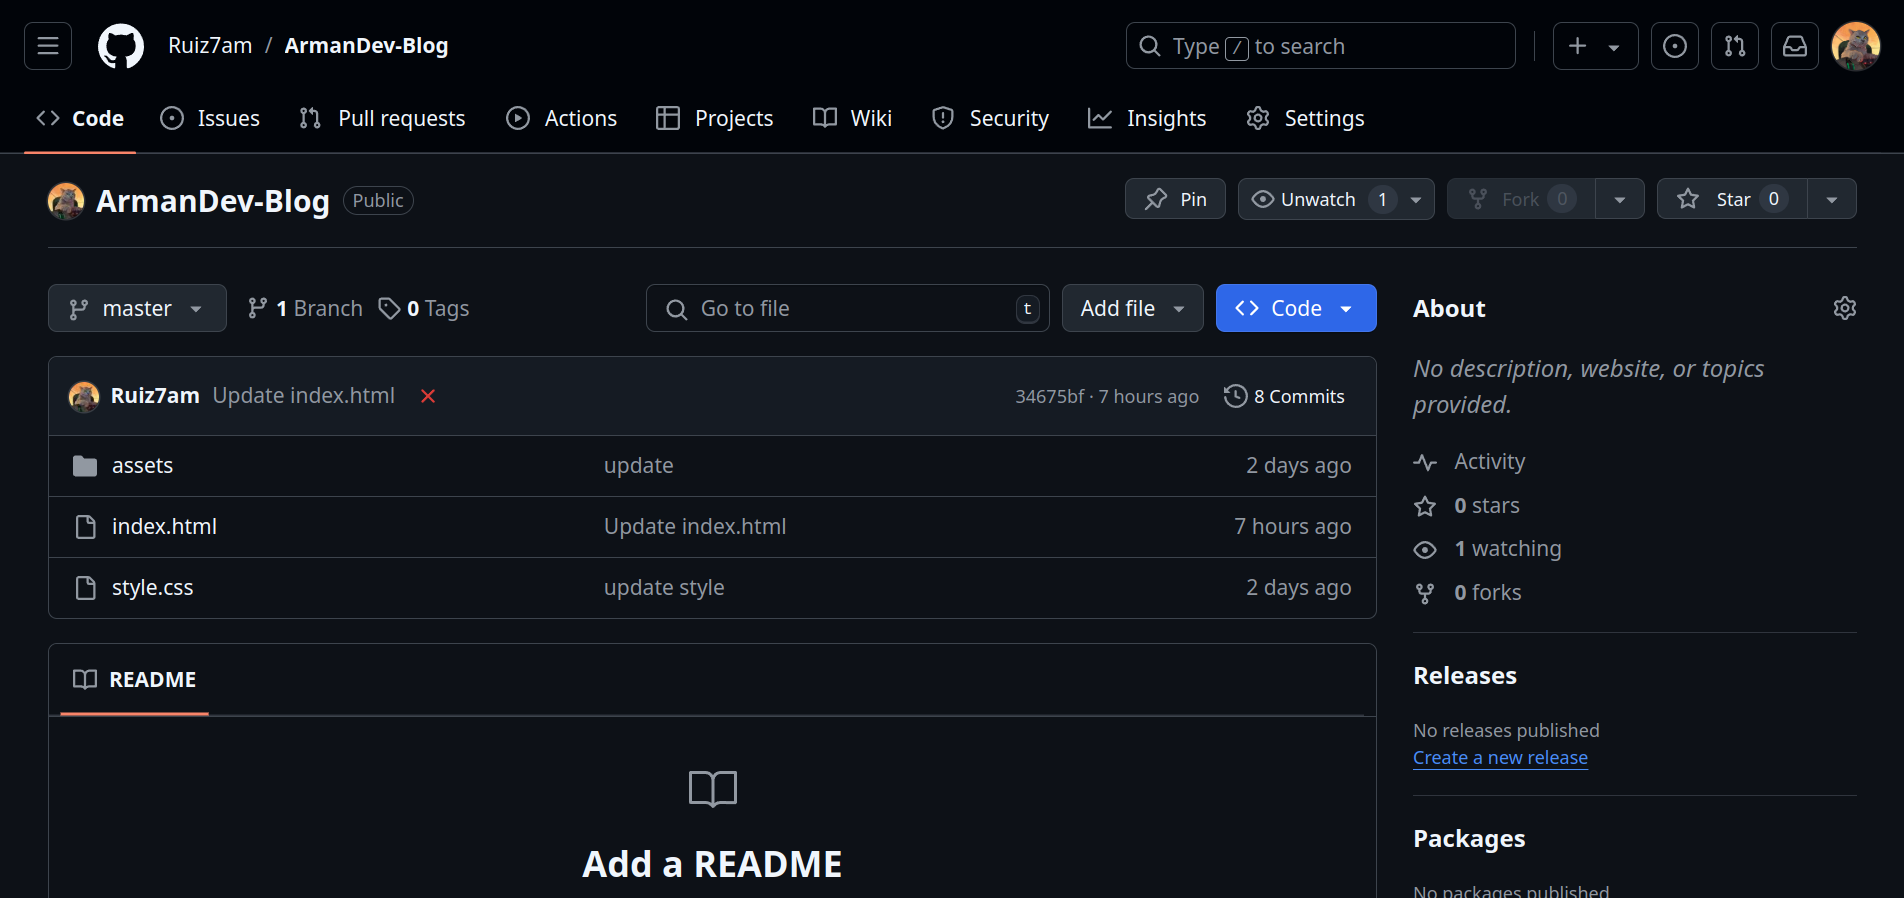 Ruiz7am / ArmanDev-Blog
Type / to search
Code
Issues
Pull requests
Actions
Projects
Wiki
Security
Insights
Settings
ArmanDev-Blog Public
Pin
Unwatch 1
Fork 0
Star 0
master
1 Branch
0 Tags
Go to file t
Add file
Code
Ruiz7am Update index.html 34675bf · 7 hours ago 8 Commits
assets update 2 days ago
index.html Update index.html 7 hours ago
style.css update style 2 days ago
README
Add a README
About
No description, website, or topics
provided.
Activity
0 stars
1 watching
0 forks
Releases
No releases published
Create a new release
Packages
No packages published